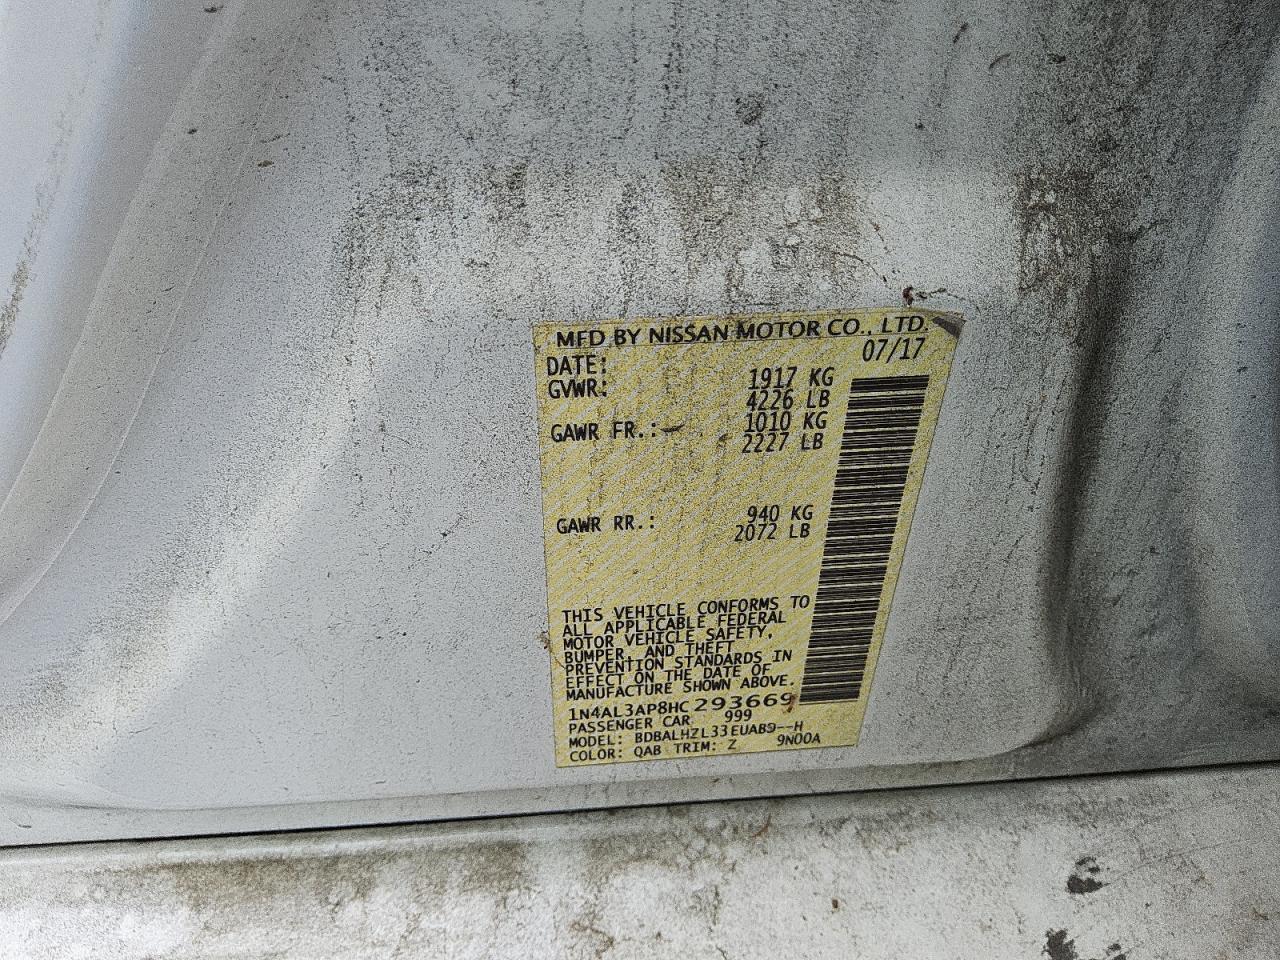 MFD BY NISSAN MOTOR CO., LTD.
DATE: 07/17
GVWR: 1917 KG
4226 LB
GAWR FR.: 1010 KG
2227 LB
GAWR RR.: 940 KG
2072 LB
THIS VEHICLE CONFORMS TO
ALL APPLICABLE FEDERAL
MOTOR VEHICLE SAFETY,
BUMPER, AND THEFT
PREVENTION STANDARDS IN
EFFECT ON THE DATE OF
MANUFACTURE SHOWN ABOVE.
1N4AL3AP8HC293669
PASSENGER CAR 999
MODEL: BDBALHZL33EUAB9--H
COLOR: QAB TRIM: Z 9N00A